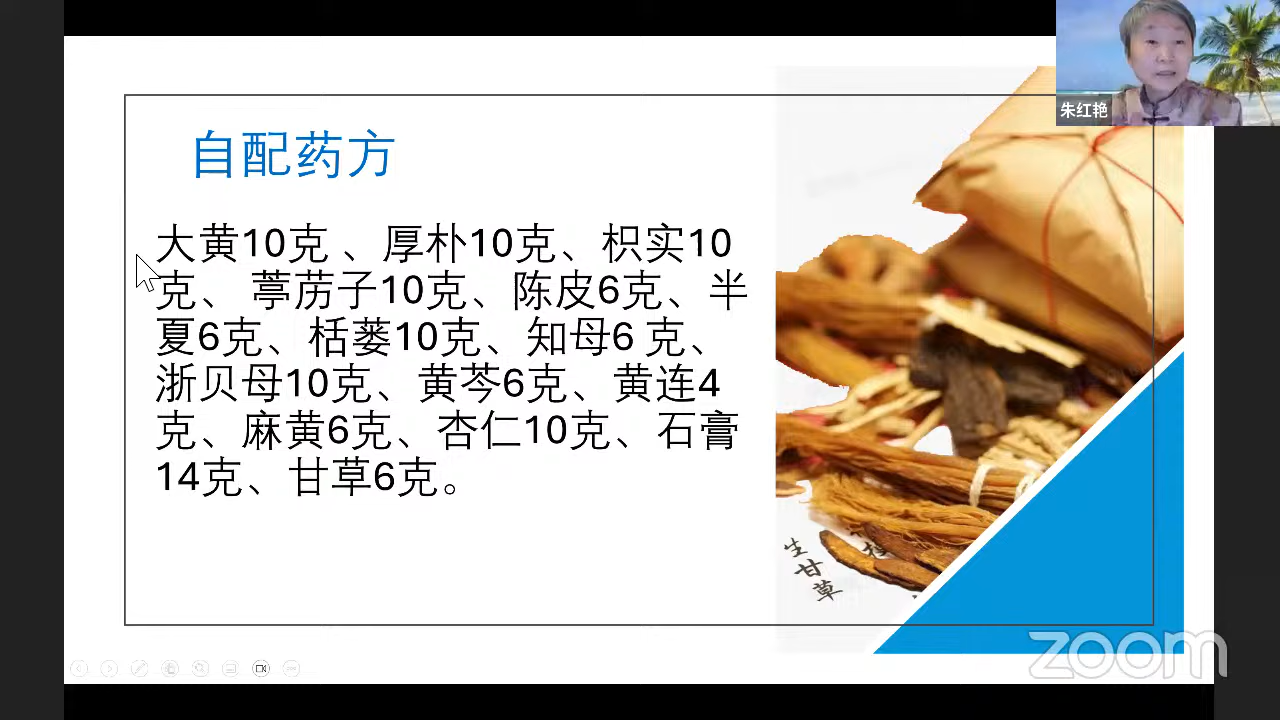 自配药方
大黄10克 、厚朴10克、枳实10
克、 葶苈子10克、陈皮6克、半
夏6克、栝蒌10克、知母6 克、
浙贝母10克、黄芩6克、黄连4
克、麻黄6克、杏仁10克、石膏
14克、甘草6克。
朱红艳
生甘草
zoom